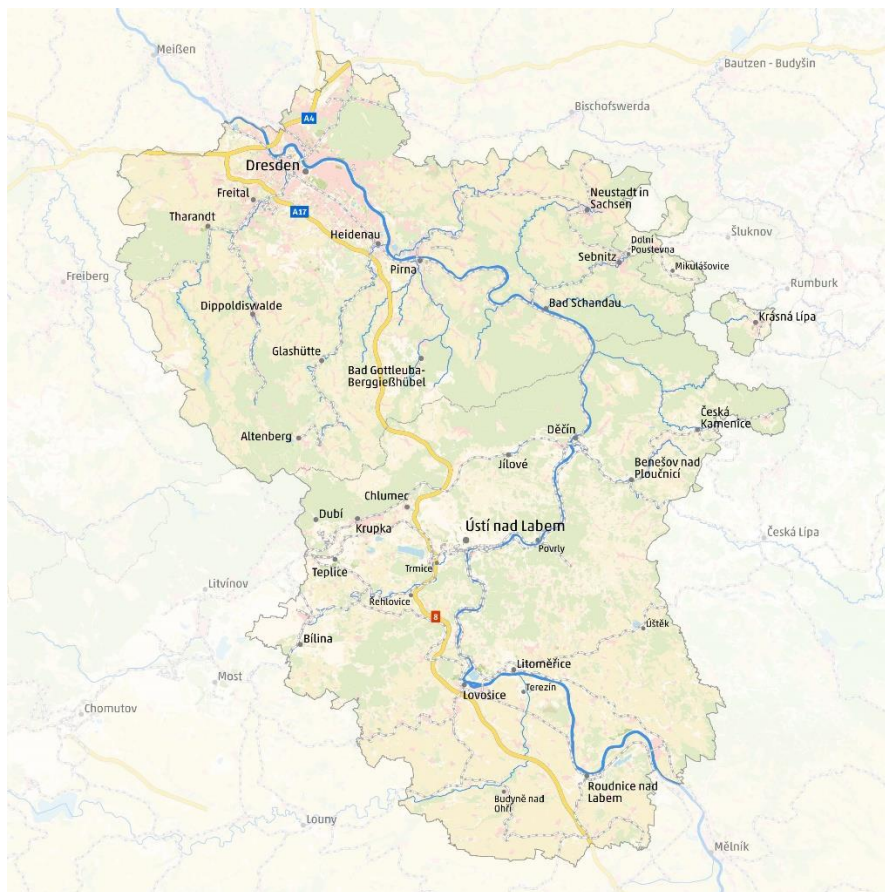 Meißen
Bautzen - Budyšin
Bischofswerda
A4
Dresden
Freital
A17
Tharandt
Heidenau
Pirna
Neustadt in
Sachsen
Dolní
Poustevna
Sebnitz
Mikulášovice
Šluknov
Rumburk
Freiberg
Dippoldiswalde
Bad Schandau
Krásná Lípa
Glashütte
Bad Gottleuba-
Berggießhübel
Altenberg
Děčín
Česká
Kamenice
Jílové
Benešov nad
Ploučnicí
Chlumec
Dubí
Krupka
Ústí nad Labem
Povrly
Česká Lípa
Teplice
Trmice
Litvínov
Řehlovice
8
Úštěk
Bílina
Most
Litoměřice
Lovošice
Terezín
Chomutov
Roudnice nad
Labem
Budyně nad
Ohří
Louny
Mělník